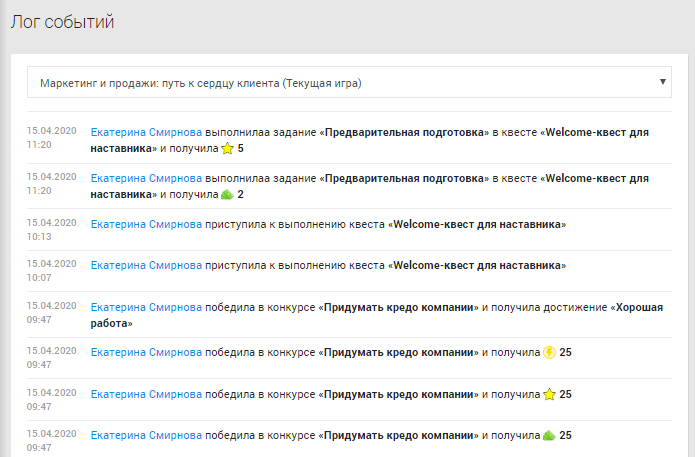 Лог событий
Маркетинг и продажи: путь к сердцу клиента (Текущая игра)
15.04.2020
11:20
Екатерина Смирнова выполнилаа задание «Предварительная подготовка» в квесте «Welcome-квест для
наставника» и получила 5
15.04.2020
11:20
Екатерина Смирнова выполнилаа задание «Предварительная подготовка» в квесте «Welcome-квест для
наставника» и получила 2
15.04.2020
10:13
Екатерина Смирнова приступила к выполнению квеста «Welcome-квест для наставника»
15.04.2020
10:07
Екатерина Смирнова приступила к выполнению квеста «Welcome-квест для наставника»
15.04.2020
09:47
Екатерина Смирнова победила в конкурсе «Придумать кредо компании» и получила достижение «Хорошая
работа»
15.04.2020
09:47
Екатерина Смирнова победила в конкурсе «Придумать кредо компании» и получила 25
15.04.2020
09:47
Екатерина Смирнова победила в конкурсе «Придумать кредо компании» и получила 25
15.04.2020
09:47
Екатерина Смирнова победила в конкурсе «Придумать кредо компании» и получила 25